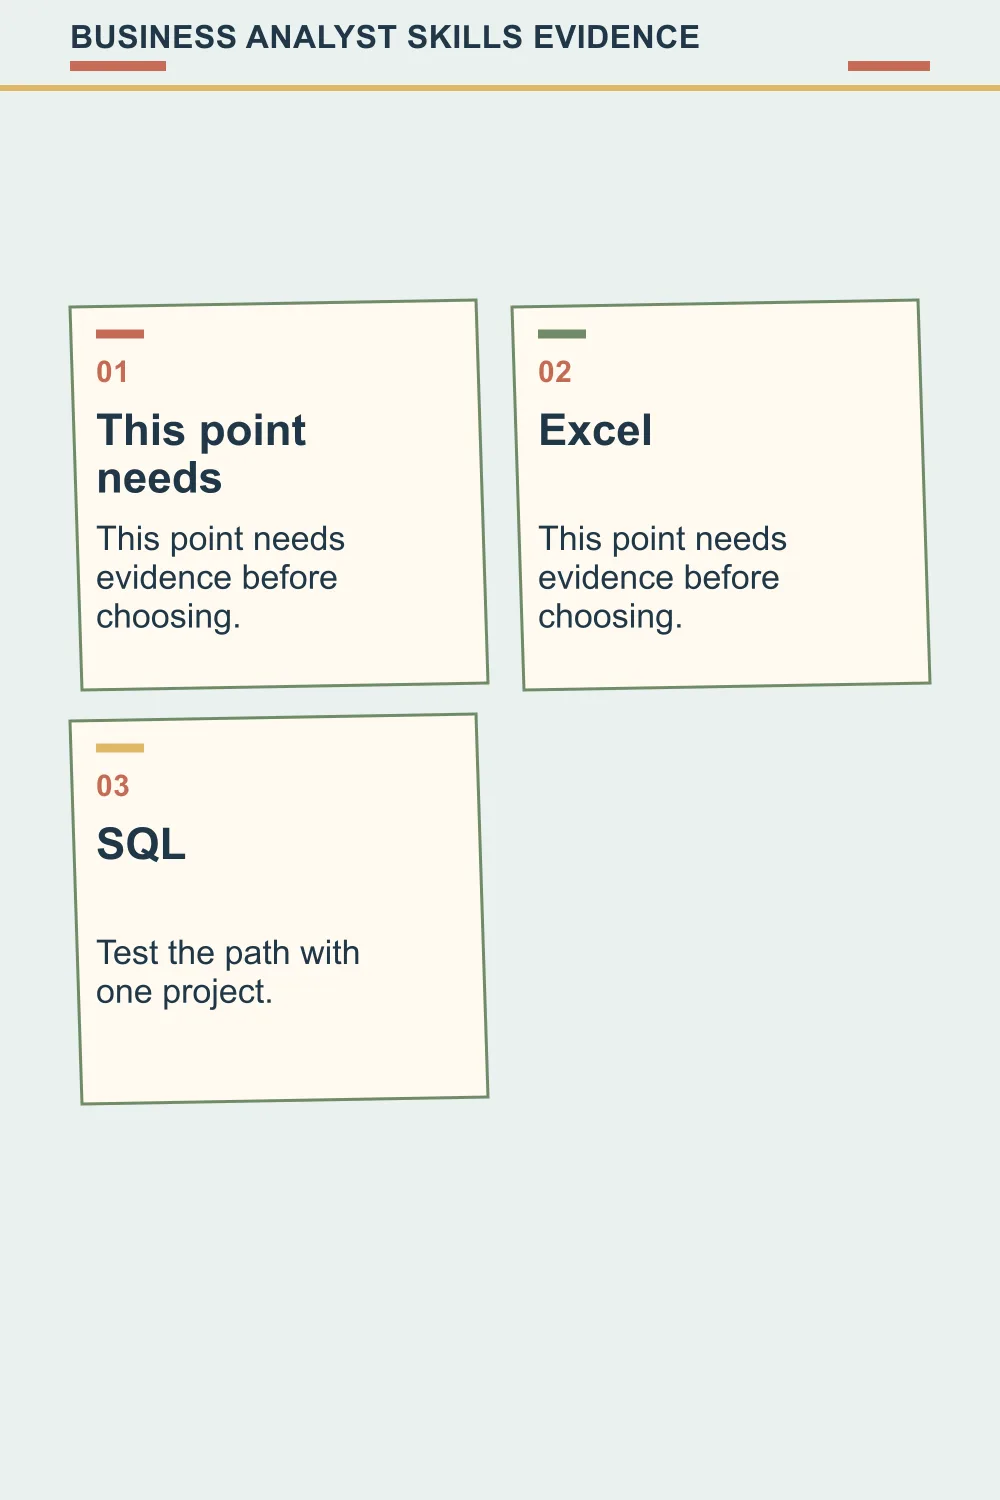 BUSINESS ANALYST SKILLS EVIDENCE
01
This point
needs
This point needs
evidence before
choosing.
02
Excel
This point needs
evidence before
choosing.
03
SQL
Test the path with
one project.